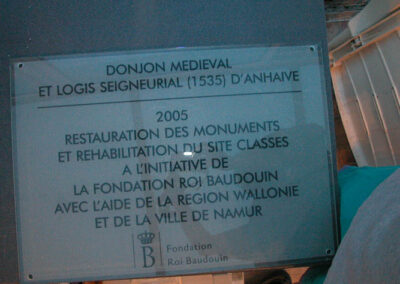 DONJON MEDIEVAL
ET LOGIS SEIGNEURIAL (1535) D'ANHAIVE
2005
RESTAURATION DES MONUMENTS
ET REHABILITATION DU SITE CLASSES
A L'INITIATIVE DE
LA FONDATION ROI BAUDOUIN
AVEC L'AIDE DE LA REGION WALLONIE
ET DE LA VILLE DE NAMUR
B
Fondation
Roi Baudouin